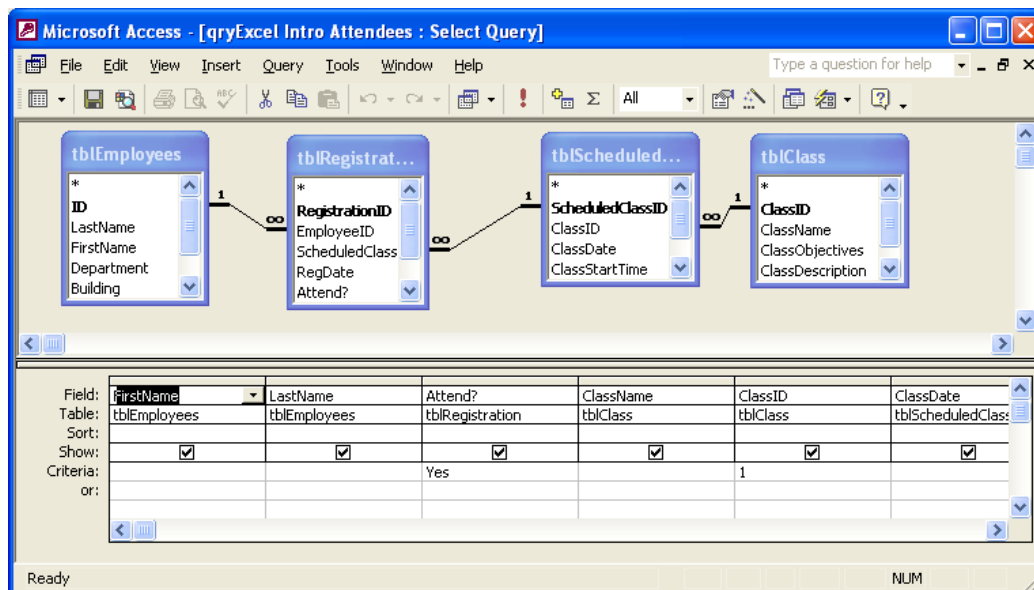 Microsoft Access - [qryExcel Intro Attendees : Select Query]
File Edit View Insert Query Tools Window Help Type a question for help
ABC Σ All
tblEmployees
*
ID
LastName
FirstName
Department
Building
1
∞
tblRegistrat...
*
RegistrationID
EmployeeID
ScheduledClass
RegDate
Attend?
∞
1
tblScheduled...
*
ScheduledClassID
ClassID
ClassDate
ClassStartTime
∞
1
tblClass
*
ClassID
ClassName
ClassObjectives
ClassDescription
Field: FirstName LastName Attend? ClassName ClassID ClassDate
Table: tblEmployees tblEmployees tblRegistration tblClass tblClass tblScheduledClass
Sort:
Show:
Criteria: Yes 1
or:
Ready NUM